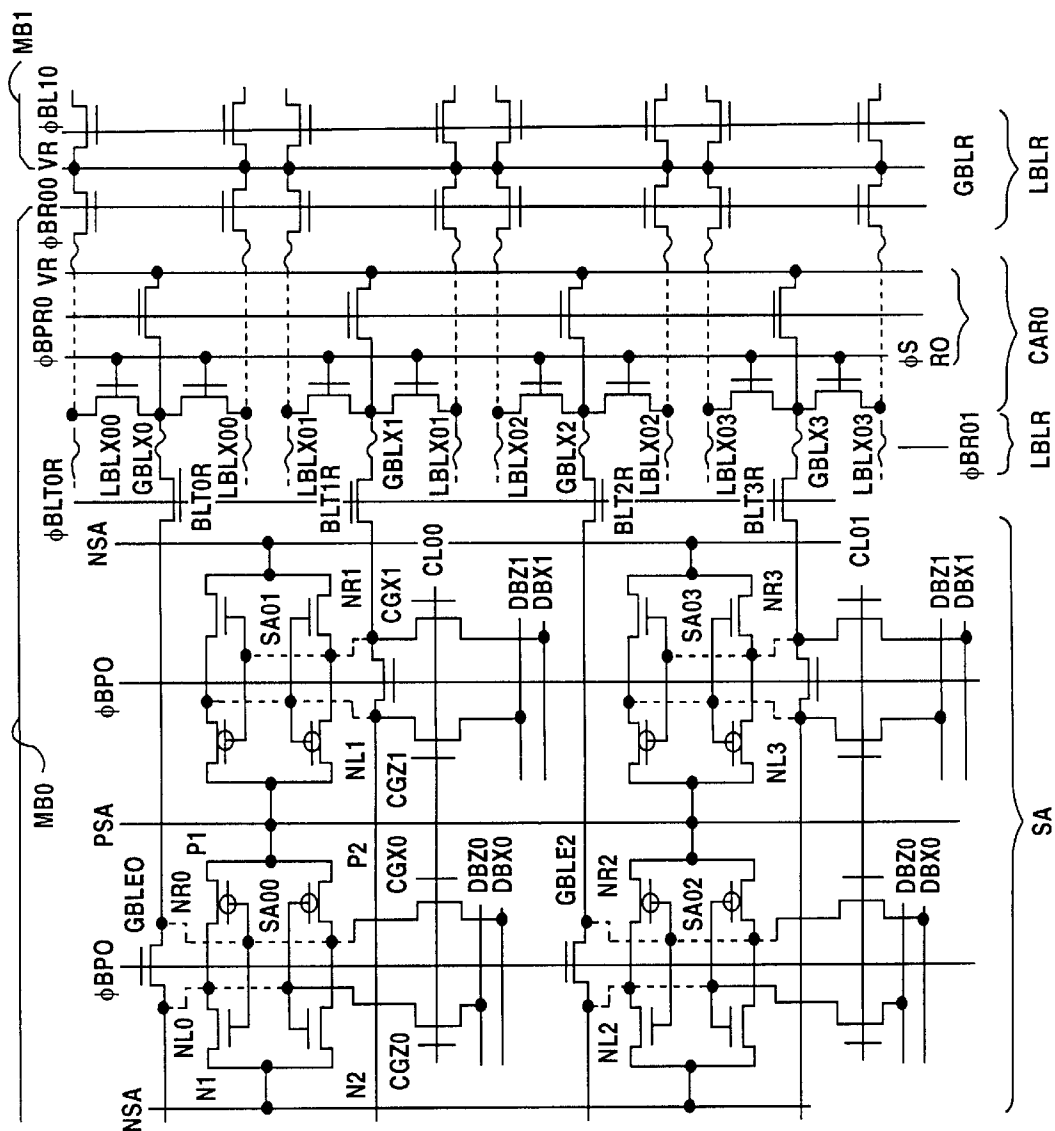 MB1
MB0
NSA
φBPO
PSA
φBPO
NSA
φBLT0R
φBPR0
VR
φBR00
VR
φBL10
GBLEO
NL0
NR0
N1
P1
SA00
N2
P2
CGZ0
CGX0
DBZ0
DBX0
SA01
NL1
NR1
CGZ1
CGX1
CL00
DBZ1
DBX1
GBLE2
NL2
NR2
SA02
DBZ0
DBX0
SA03
NL3
NR3
CL01
DBZ1
DBX1
LBLX00
GBLX0
BLT0R
LBLX00
LBLX01
BLT1R
GBLX1
LBLX01
LBLX02
GBLX2
BLT2R
LBLX02
LBLX03
BLT3R
GBLX3
LBLX03
φS
RO
φBR01
GBLR
SA
LBLR
CAR0
LBLR